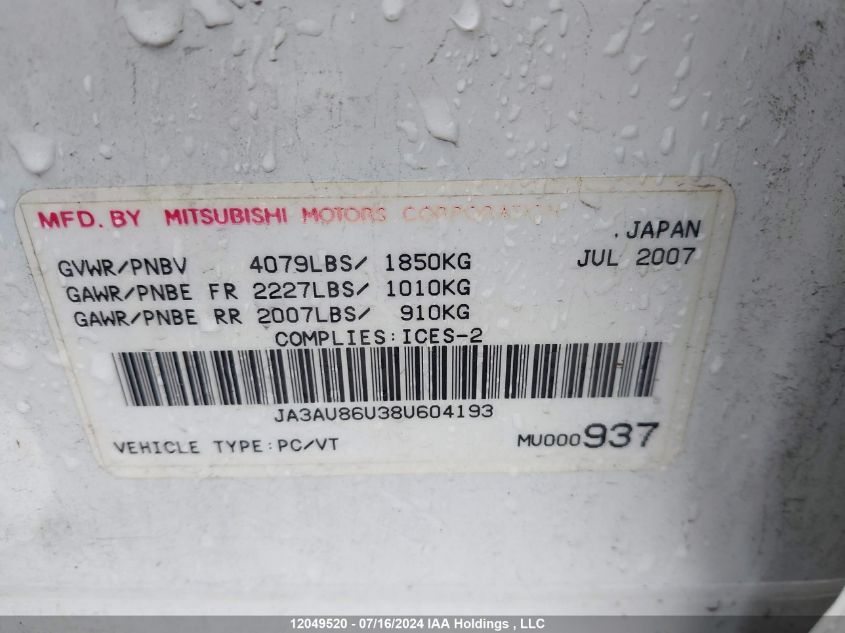 MFD. BY MITSUBISHI MOTORS CORPORATION
.JAPAN
GVWR/PNBV 4079LBS/ 1850KG JUL 2007
GAWR/PNBE FR 2227LBS/ 1010KG
GAWR/PNBE RR 2007LBS/ 910KG
COMPLIES:ICES-2
JA3AU86U38U604193
VEHICLE TYPE:PC/VT MU000937
12049520 - 07/16/2024 IAA Holdings , LLC